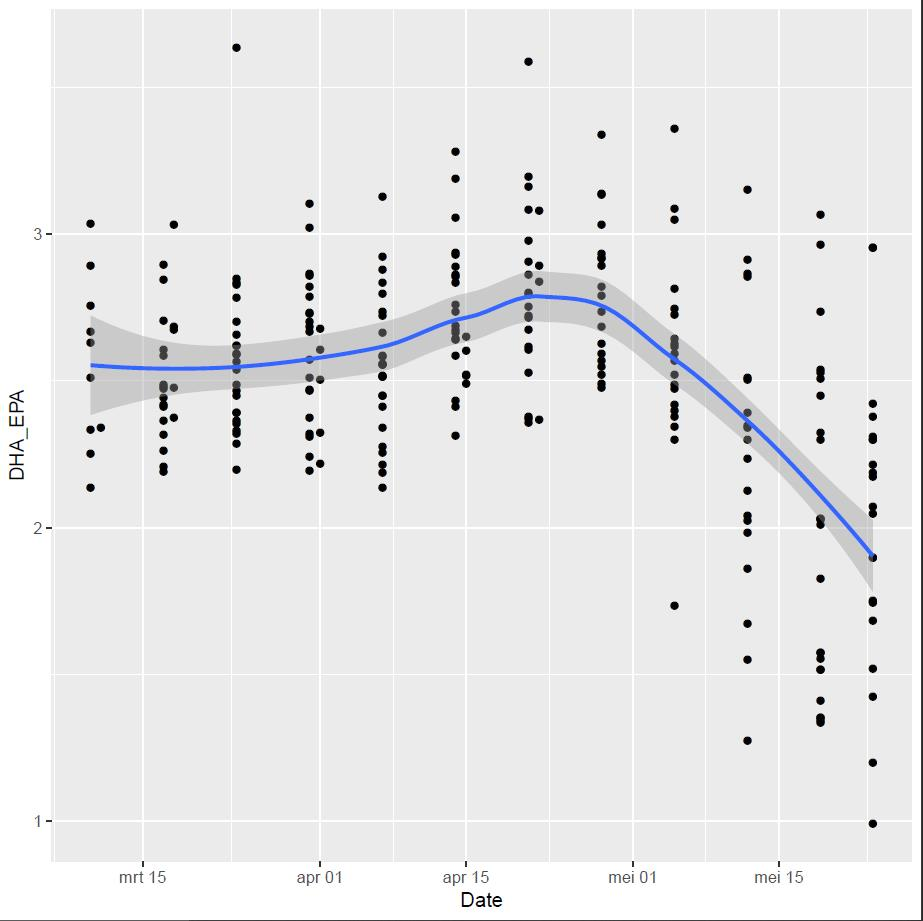 DHA_EPA
3
2
1
mrt 15
apr 01
apr 15
mei 01
mei 15
Date